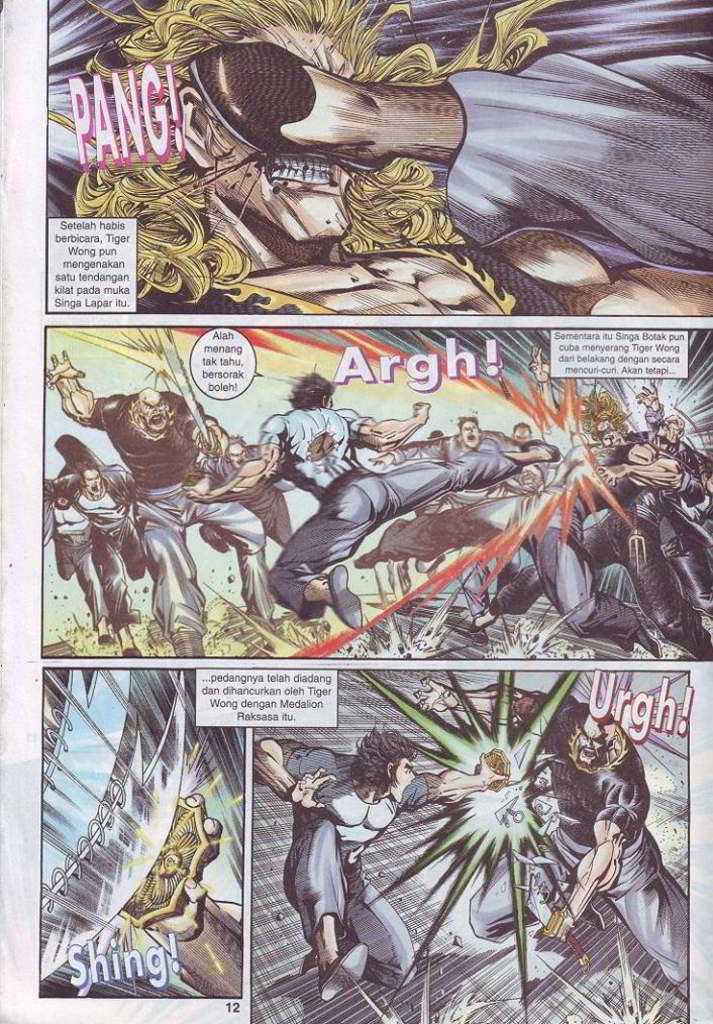 PANG!
Setelah habis
berbicara, Tiger
Wong pun
mengenakan
satu tendangan
kilat pada muka
Singa Lapar itu.
Alah
menang
tak tahu,
bersorak
boleh!
Argh!
Sementara itu Singa Botak pun
cuba menyerang Tiger Wong
dari belakang dengan secara
mencuri-curi. Akan tetapi...
...pedangnya telah diadang
dan dihancurkan oleh Tiger
Wong dengan Medalion
Raksasa itu.
Urgh!
Shing!
12